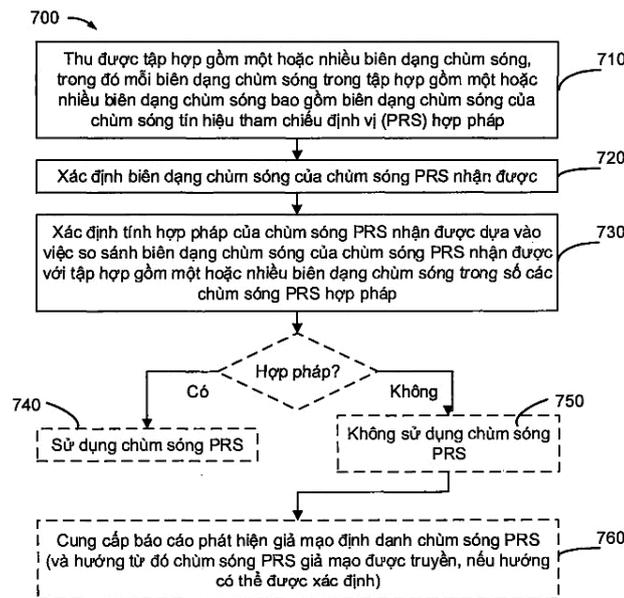 700
Thu được tập hợp gồm một hoặc nhiều biên dạng chùm sóng,
trong đó mỗi biên dạng chùm sóng trong tập hợp gồm một hoặc
nhiều biên dạng chùm sóng bao gồm biên dạng chùm sóng của
chùm sóng tín hiệu tham chiếu định vị (PRS) hợp pháp
710
Xác định biên dạng chùm sóng của chùm sóng PRS nhận được
720
Xác định tính hợp pháp của chùm sóng PRS nhận được dựa vào
việc so sánh biên dạng chùm sóng của chùm sóng PRS nhận được
với tập hợp gồm một hoặc nhiều biên dạng chùm sóng trong số các
chùm sóng PRS hợp pháp
730
Hợp pháp?
Có
Không
740
Sử dụng chùm sóng PRS
750
Không sử dụng chùm sóng
PRS
Cung cấp báo cáo phát hiện giả mạo định danh chùm sóng PRS
(và hướng từ đó chùm sóng PRS giả mạo được truyền, nếu hướng
có thể được xác định)
760